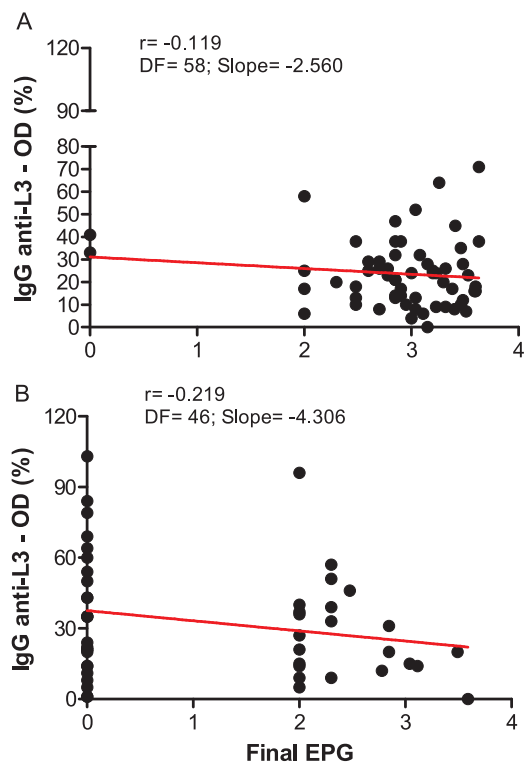 A
r= -0.119
DF= 58; Slope= -2.560
IgG anti-L3 - OD (%)
120
90
80
70
60
50
40
30
20
10
0
0 1 2 3 4
B
r= -0.219
DF= 46; Slope= -4.306
IgG anti-L3 - OD (%)
120
90
60
30
0
0 1 2 3 4
Final EPG